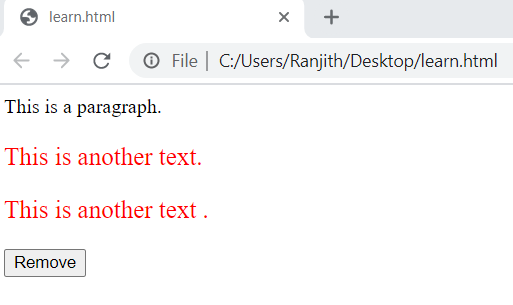 learn.html
File | C:/Users/Ranjith/Desktop/learn.html
This is a paragraph.
This is another text.
This is another text .
Remove